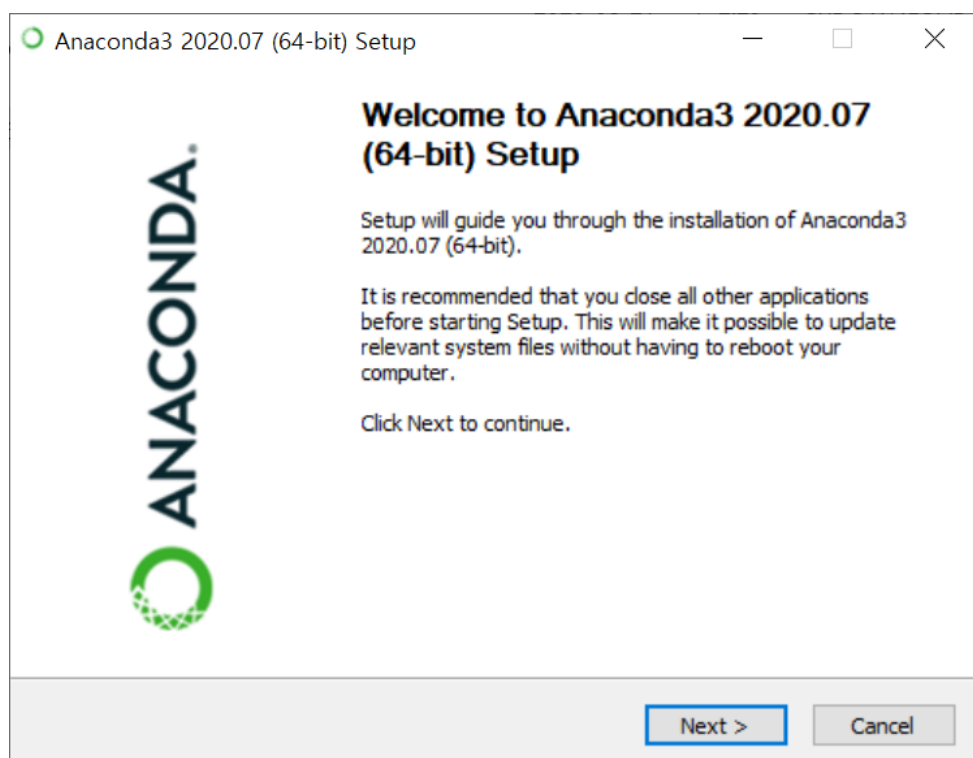 Anaconda3 2020.07 (64-bit) Setup
Welcome to Anaconda3 2020.07
(64-bit) Setup
ANACONDA.
Setup will guide you through the installation of Anaconda3
2020.07 (64-bit).
It is recommended that you close all other applications
before starting Setup. This will make it possible to update
relevant system files without having to reboot your
computer.
Click Next to continue.
Next >
Cancel